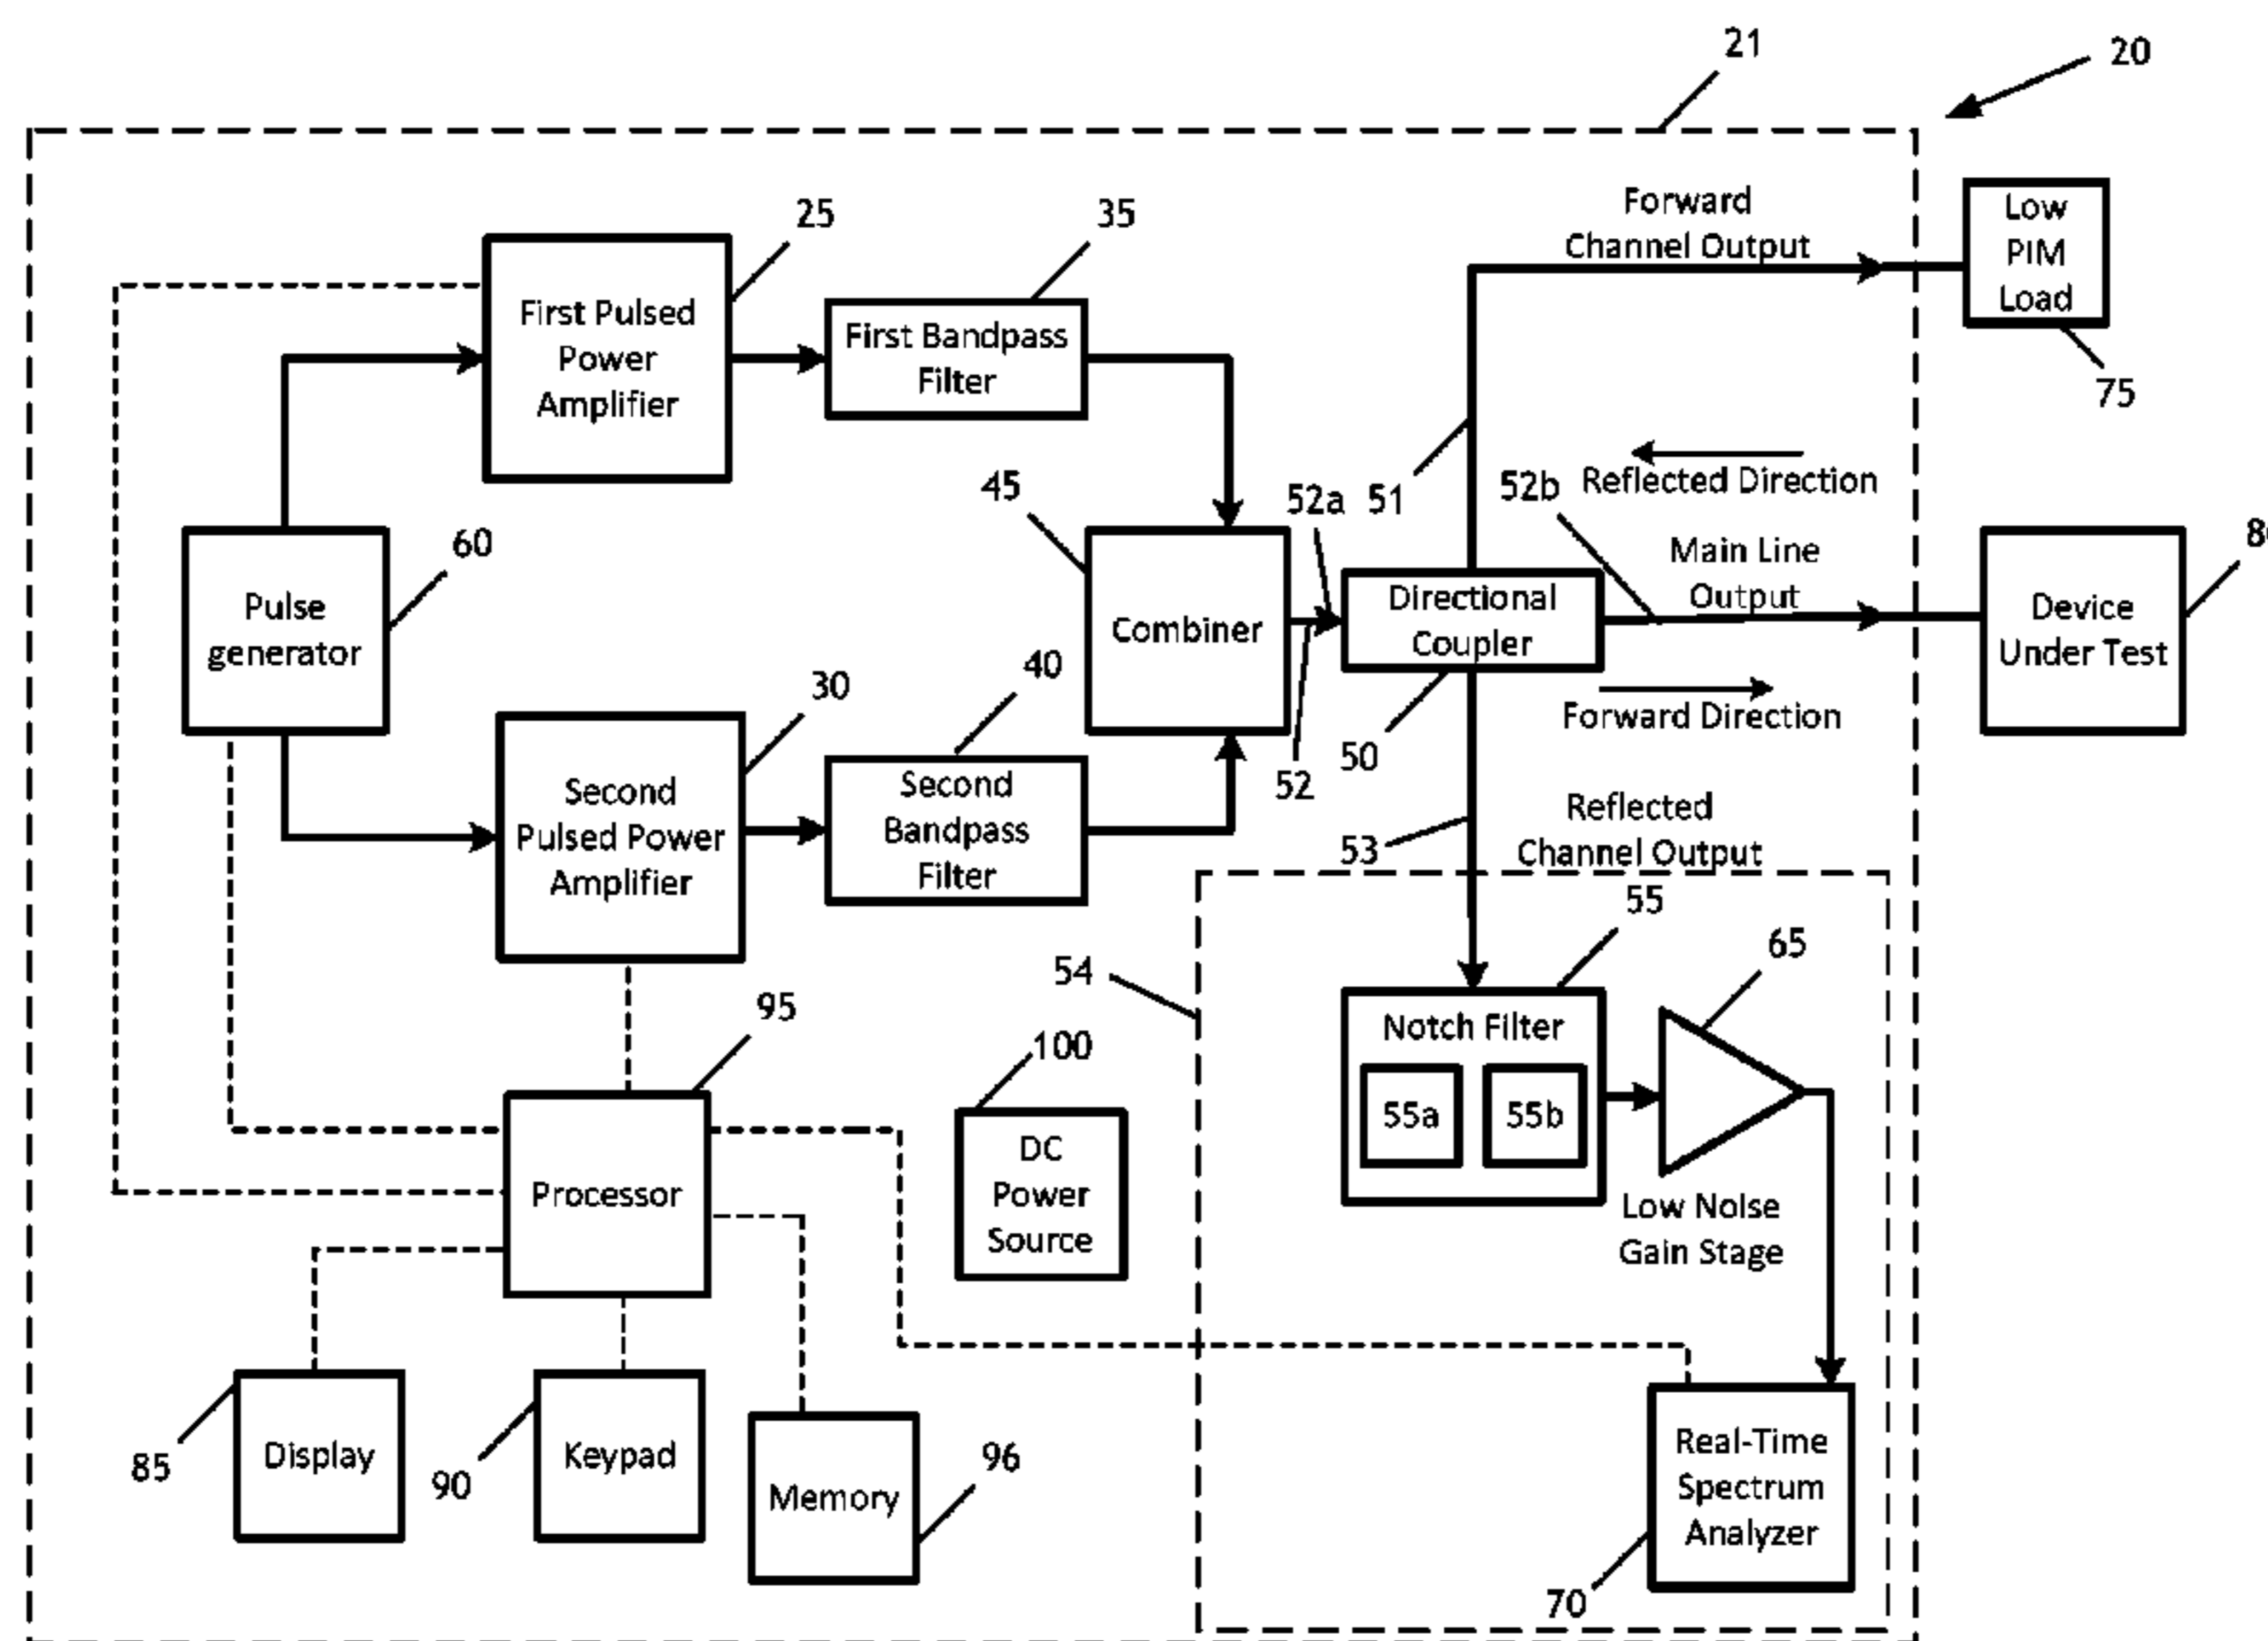 21
20
25
35
Forward
Channel Output
Low
PIM
Load
75
First Pulsed
Power
Amplifier
First Bandpass
Filter
51
52a
52b
Reflected Direction
45
60
Pulse
generator
Combiner
Directional
Coupler
Main Line
Output
Device
Under Test
Forward Direction
50
52
30
40
Second
Pulsed Power
Amplifier
Second
Bandpass
Filter
53
Reflected
Channel Output
55
65
54
Notch Filter
55a
55b
Low Noise
Gain Stage
95
100
Processor
DC
Power
Source
85
Display
90
Keypad
Memory
96
Real-Time
Spectrum
Analyzer
70